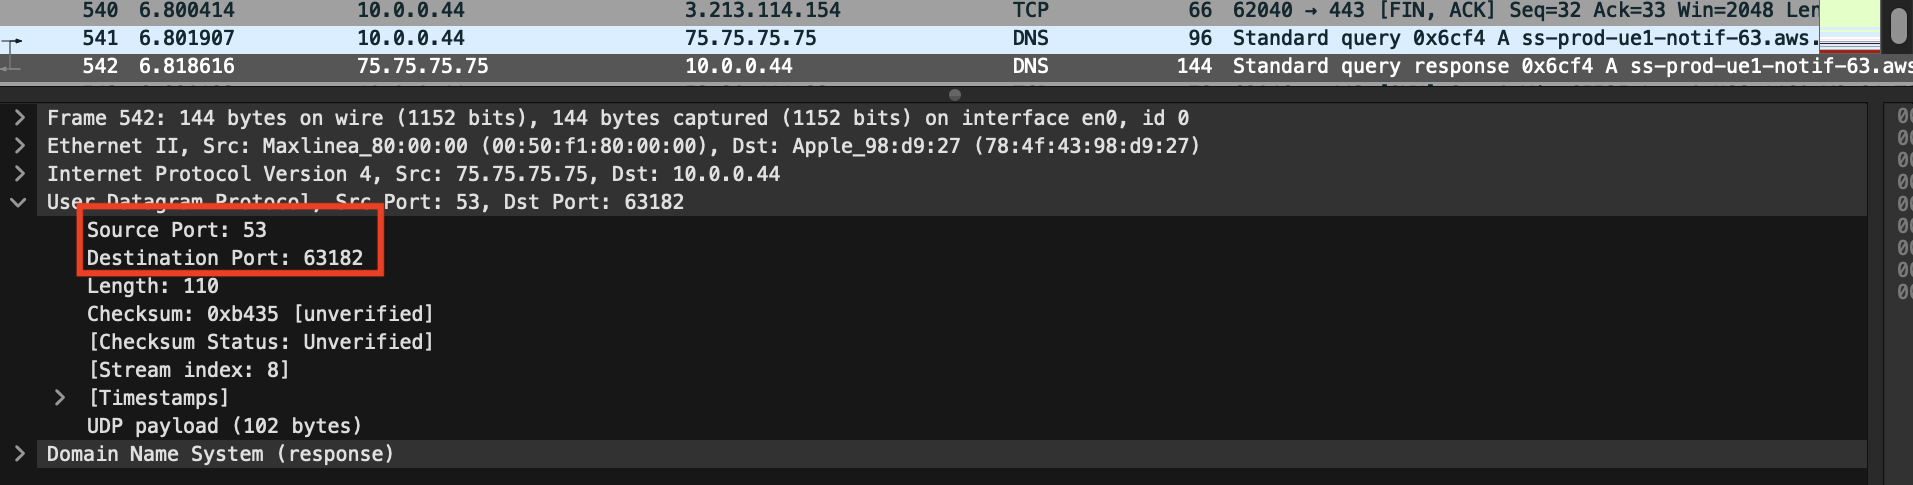 540 6.800414 10.0.0.44 3.213.114.154 TCP 66 62040 → 443 [FIN, ACK] Seq=32 Ack=33 Win=2048 Len
541 6.801907 10.0.0.44 75.75.75.75 DNS 96 Standard query 0x6cf4 A ss-prod-ue1-notif-63.aws.
542 6.818616 75.75.75.75 10.0.0.44 DNS 144 Standard query response 0x6cf4 A ss-prod-ue1-notif-63.aws
Frame 542: 144 bytes on wire (1152 bits), 144 bytes captured (1152 bits) on interface en0, id 0
Ethernet II, Src: Maxlinea_80:00:00 (00:50:f1:80:00:00), Dst: Apple_98:d9:27 (78:4f:43:98:d9:27)
Internet Protocol Version 4, Src: 75.75.75.75, Dst: 10.0.0.44
User Datagram Protocol, Src Port: 53, Dst Port: 63182
Source Port: 53
Destination Port: 63182
Length: 110
Checksum: 0xb435 [unverified]
[Checksum Status: Unverified]
[Stream index: 8]
[Timestamps]
UDP payload (102 bytes)
Domain Name System (response)